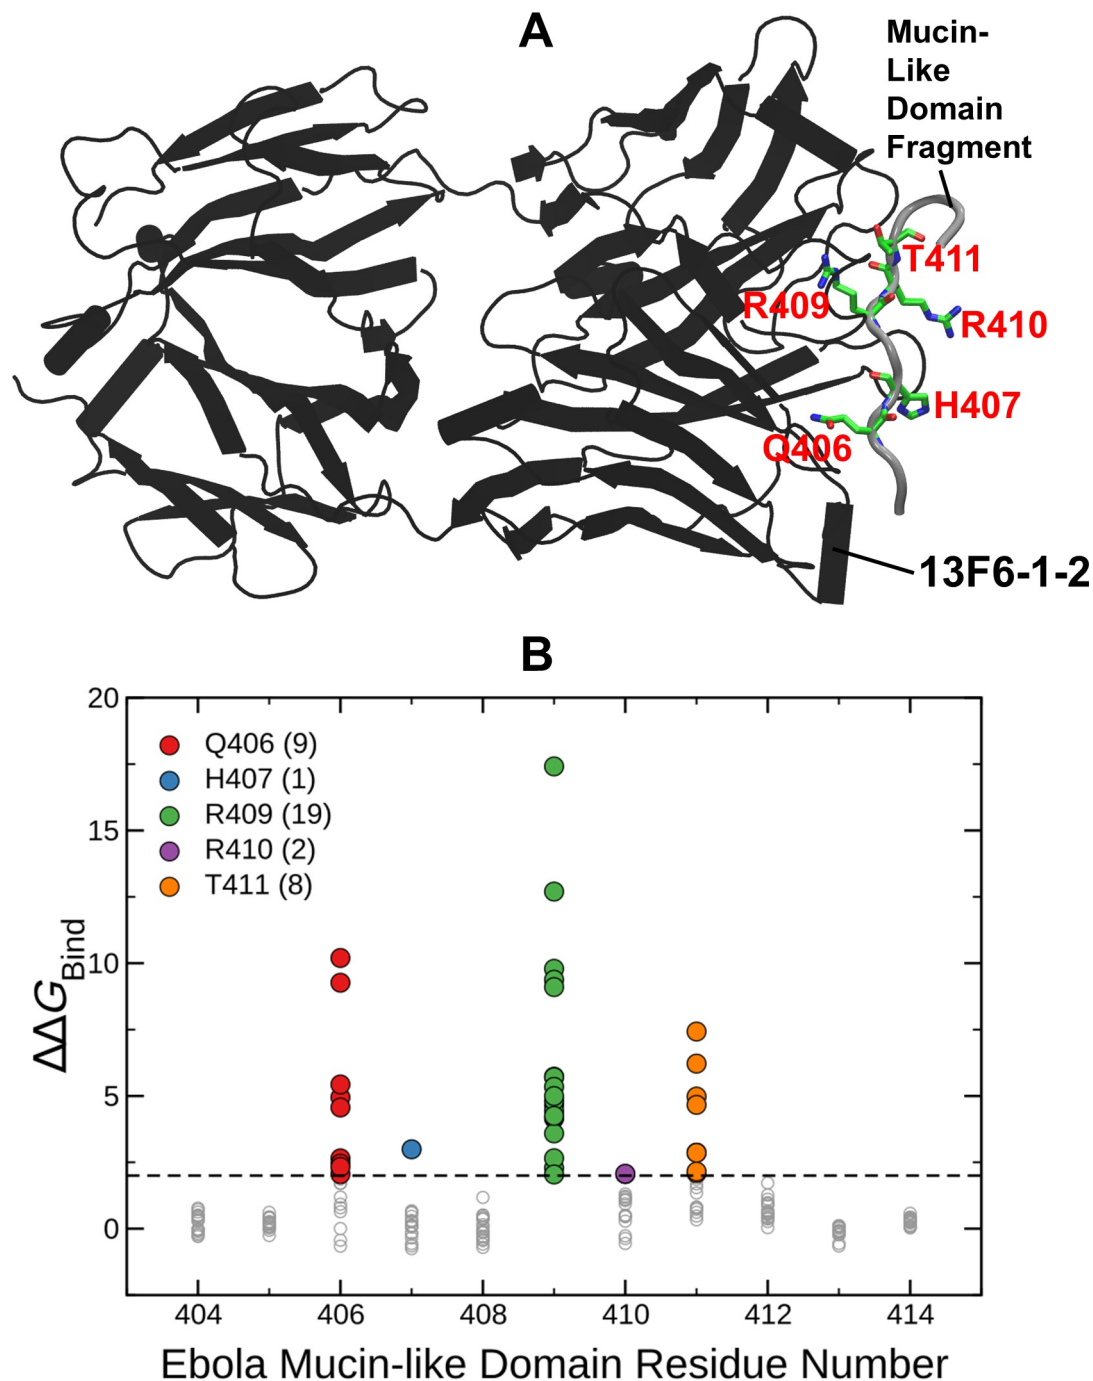 A
Mucin-
Like
Domain
Fragment
T411
R409
R410
H407
Q406
13F6-1-2
B
20
15
10
5
0
ΔΔG_Bind
Q406 (9)
H407 (1)
R409 (19)
R410 (2)
T411 (8)
404 406 408 410 412 414
Ebola Mucin-like Domain Residue Number